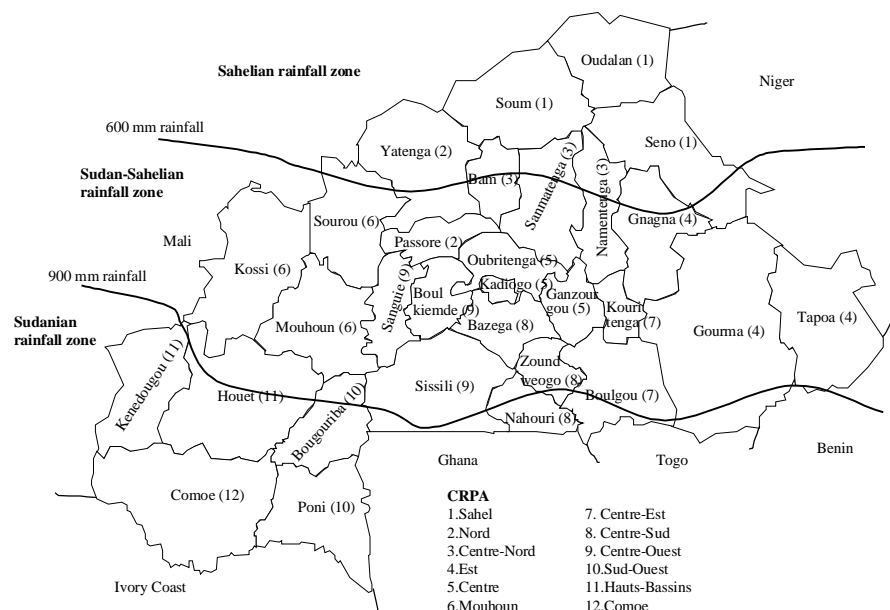 Oudalan (1)
Sahelian rainfall zone
Niger
Soum (1)
600 mm rainfall
Seno (1)
Yatenga (2)
Sudan-Sahelian
rainfall zone
Bam (3)
Sanmatenga (3)
Namentenga (3)
Gnagna (4)
Sourou (6)
Mali
Passore (2)
Oubritenga (5)
Kossi (6)
900 mm rainfall
Sanguie (9)
Boul
kiemde (9)
Kadiogo (5)
Ganzour
gou (5)
Kouri
tenga (7)
Tapoa (4)
Sudanian
rainfall zone
Mouhoun (6)
Bazega (8)
Gourma (4)
Kenedougou (11)
Zound
weogo (8)
Houet (11)
Bougouriba (10)
Sissili (9)
Boulgou (7)
Nahouri (8)
Ghana
Togo
Benin
Comoe (12)
Poni (10)
Ivory Coast
CRPA
1.Sahel
2.Nord
3.Centre-Nord
4.Est
5.Centre
6.Mouhoun
7. Centre-Est
8. Centre-Sud
9. Centre-Ouest
10.Sud-Ouest
11.Hauts-Bassins
12.Comoe